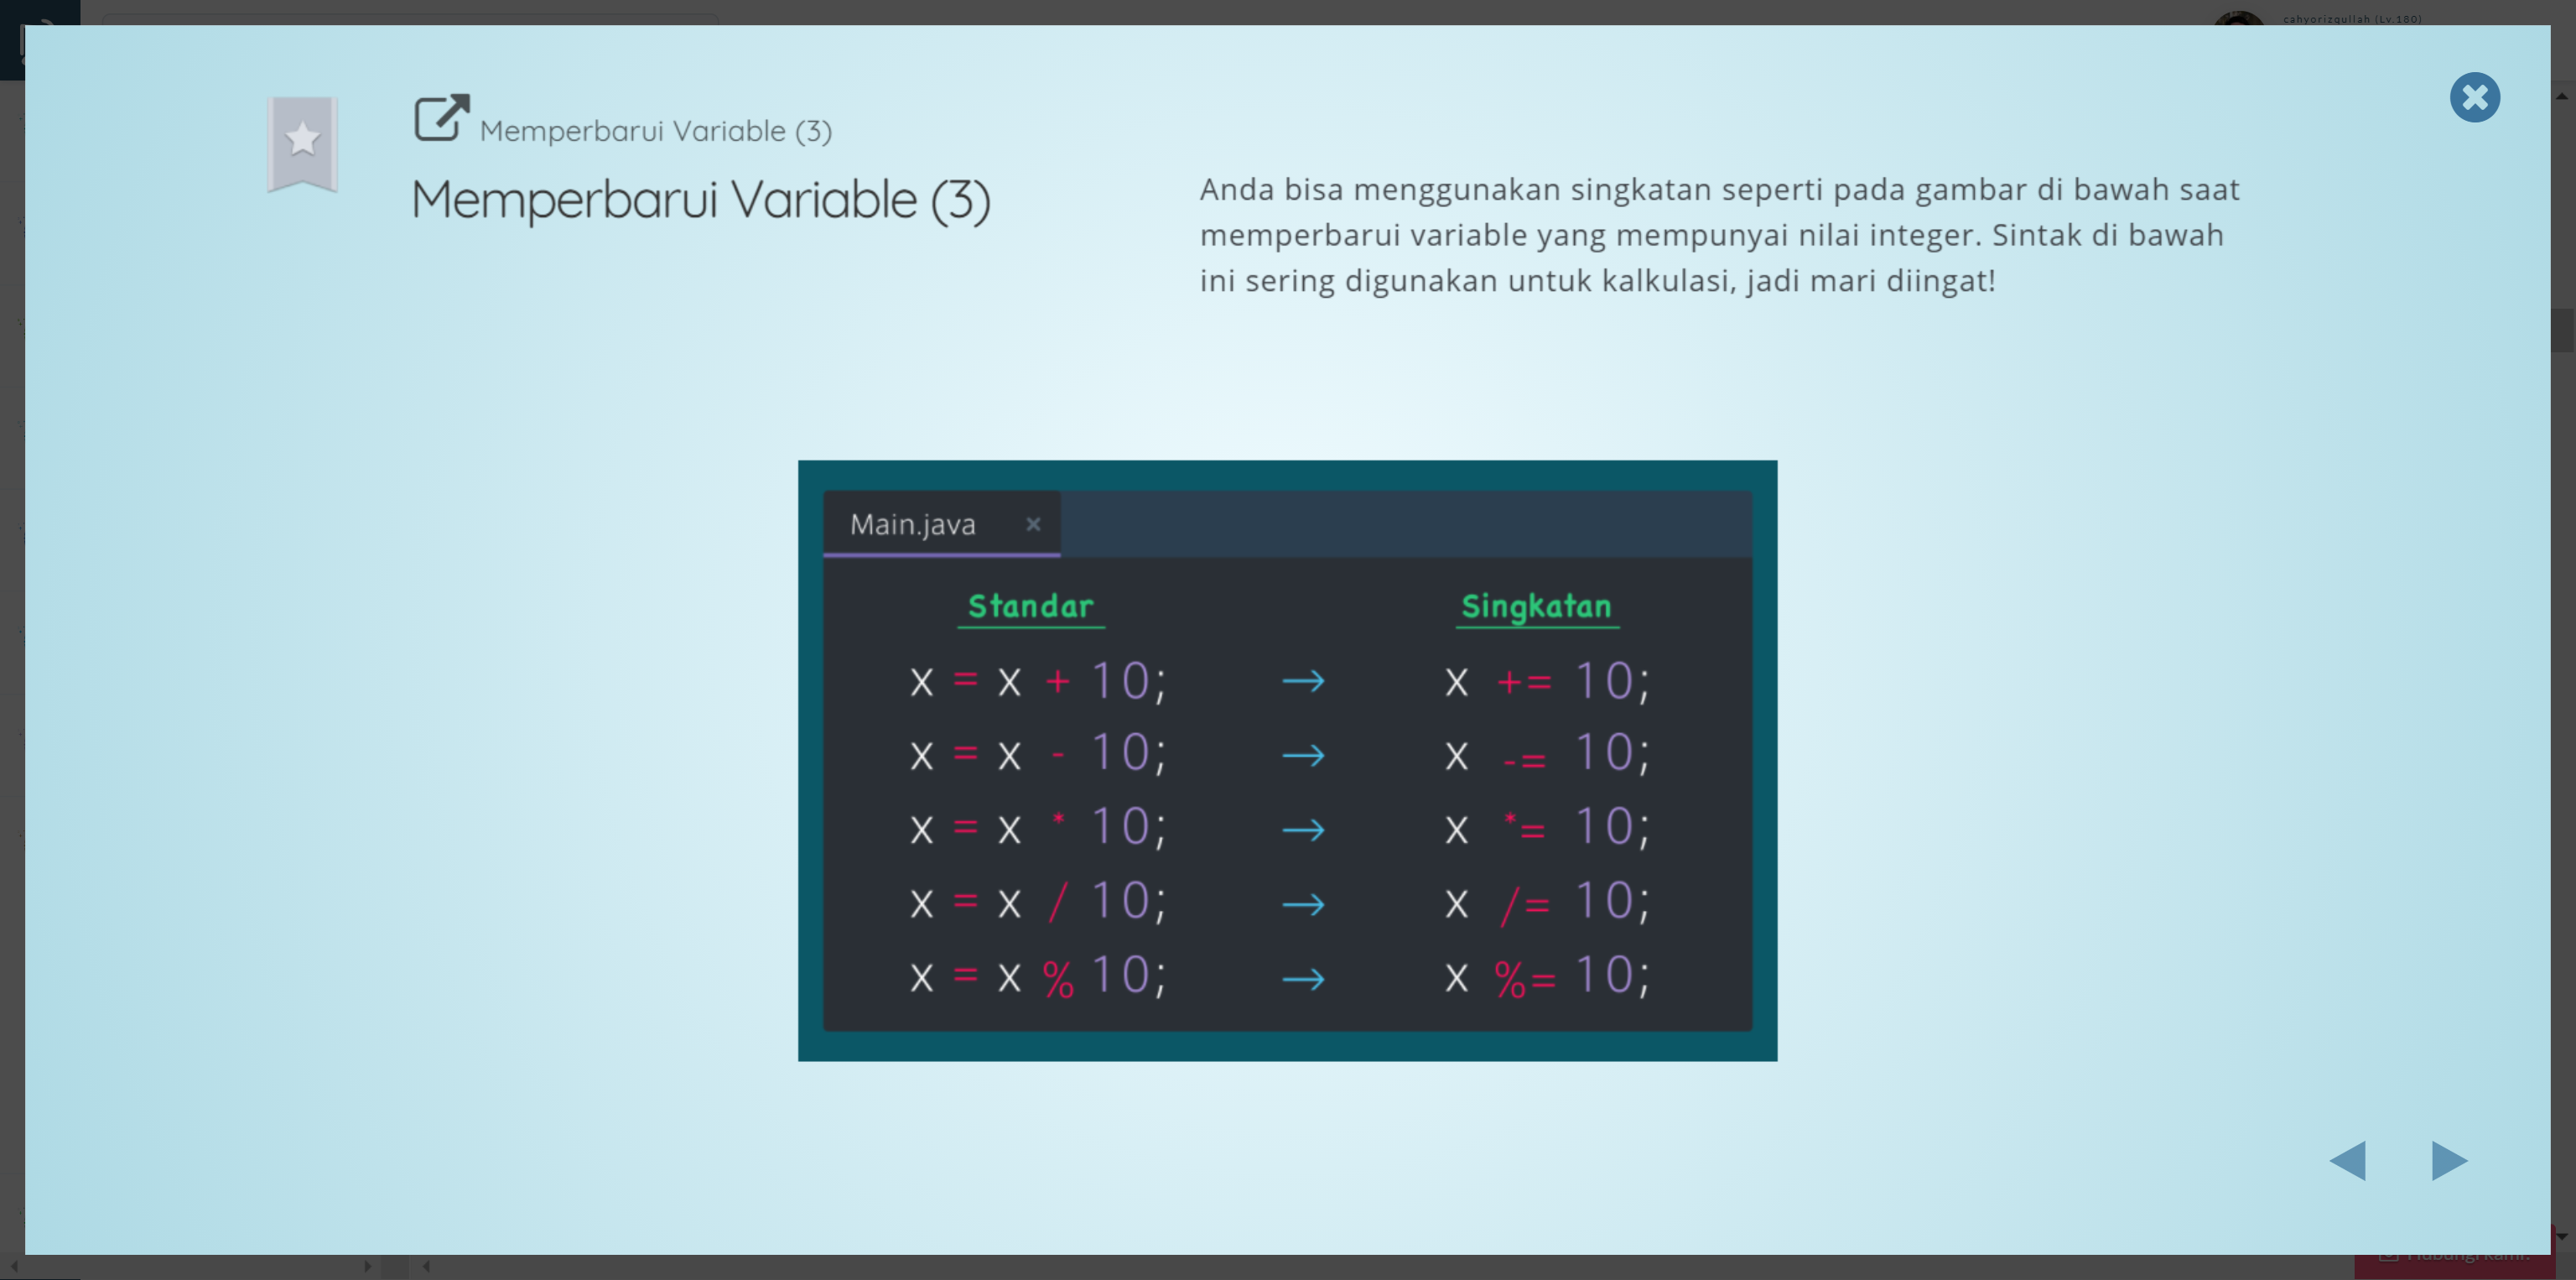 cahyorizqullah (Lv.180)
Memperbarui Variable (3)
Memperbarui Variable (3)
Anda bisa menggunakan singkatan seperti pada gambar di bawah saat
memperbarui variable yang mempunyai nilai integer. Sintak di bawah
ini sering digunakan untuk kalkulasi, jadi mari diingat!
Main.java ×
Standar Singkatan
x = x + 10; → x += 10;
x = x - 10; → x -= 10;
x = x * 10; → x *= 10;
x = x / 10; → x /= 10;
x = x % 10; → x %= 10;